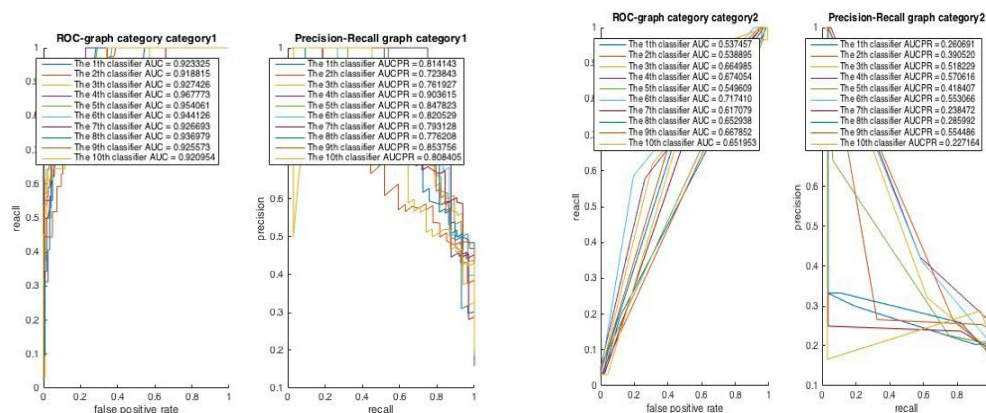 ROC-graph category category1
The 1th classifier AUC = 0.923325
The 2th classifier AUC = 0.918815
The 3th classifier AUC = 0.927426
The 4th classifier AUC = 0.967773
The 5th classifier AUC = 0.954061
The 6th classifier AUC = 0.944126
The 7th classifier AUC = 0.926693
The 8th classifier AUC = 0.936979
The 9th classifier AUC = 0.925573
The 10th classifier AUC = 0.920954
reacll
1
0.6
0.5
0.4
0.3
0.2
0.1
0
0 0.2 0.4 0.6 0.8 1
false positive rate
Precision-Recall graph category1
The 1th classifier AUCPR = 0.814143
The 2th classifier AUCPR = 0.723843
The 3th classifier AUCPR = 0.761927
The 4th classifier AUCPR = 0.903615
The 5th classifier AUCPR = 0.847823
The 6th classifier AUCPR = 0.820529
The 7th classifier AUCPR = 0.793128
The 8th classifier AUCPR = 0.776208
The 9th classifier AUCPR = 0.853756
The 10th classifier AUCPR = 0.808405
precision
1
0.6
0.5
0.4
0.3
0.2
0.1
0 0.2 0.4 0.6 0.8 1
recall
ROC-graph category category2
The 1th classifier AUC = 0.537457
The 2th classifier AUC = 0.538895
The 3th classifier AUC = 0.664985
The 4th classifier AUC = 0.674054
The 5th classifier AUC = 0.549609
The 6th classifier AUC = 0.717410
The 7th classifier AUC = 0.617079
The 8th classifier AUC = 0.652938
The 9th classifier AUC = 0.667852
The 10th classifier AUC = 0.651953
reacll
1
0.6
0.5
0.4
0.3
0.2
0.1
0
0 0.2 0.4 0.6 0.8 1
false positive rate
Precision-Recall graph category2
The 1th classifier AUCPR = 0.260691
The 2th classifier AUCPR = 0.390520
The 3th classifier AUCPR = 0.518229
The 4th classifier AUCPR = 0.570616
The 5th classifier AUCPR = 0.418407
The 6th classifier AUCPR = 0.553066
The 7th classifier AUCPR = 0.238472
The 8th classifier AUCPR = 0.285992
The 9th classifier AUCPR = 0.554486
The 10th classifier AUCPR = 0.227164
precision
1
0.6
0.5
0.4
0.3
0.2
0.1
0 0.2 0.4 0.6 0.8
recall